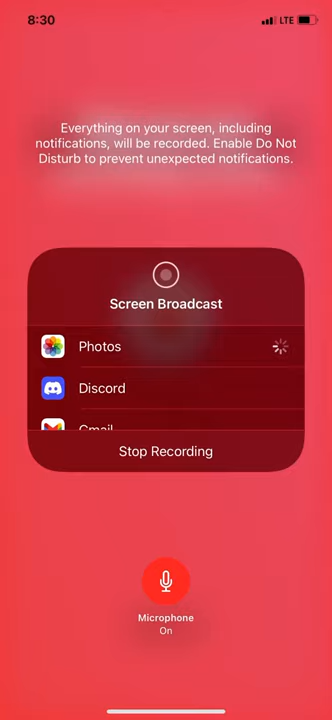 8:30
LTE
Everything on your screen, including
notifications, will be recorded. Enable Do Not
Disturb to prevent unexpected notifications.
Screen Broadcast
Photos
Discord
Gmail
Stop Recording
Microphone
On